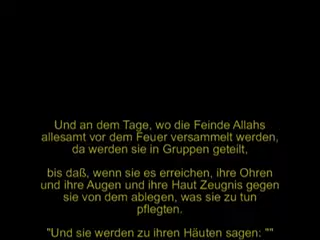 Und an dem Tage, wo die Feinde Allahs
allesamt vor dem Feuer versammelt werden,
da werden sie in Gruppen geteilt,
bis daß, wenn sie es erreichen, ihre Ohren
und ihre Augen und ihre Haut Zeugnis gegen
sie von dem ablegen, was sie zu tun
pflegten.
"Und sie werden zu ihren Häuten sagen: ""